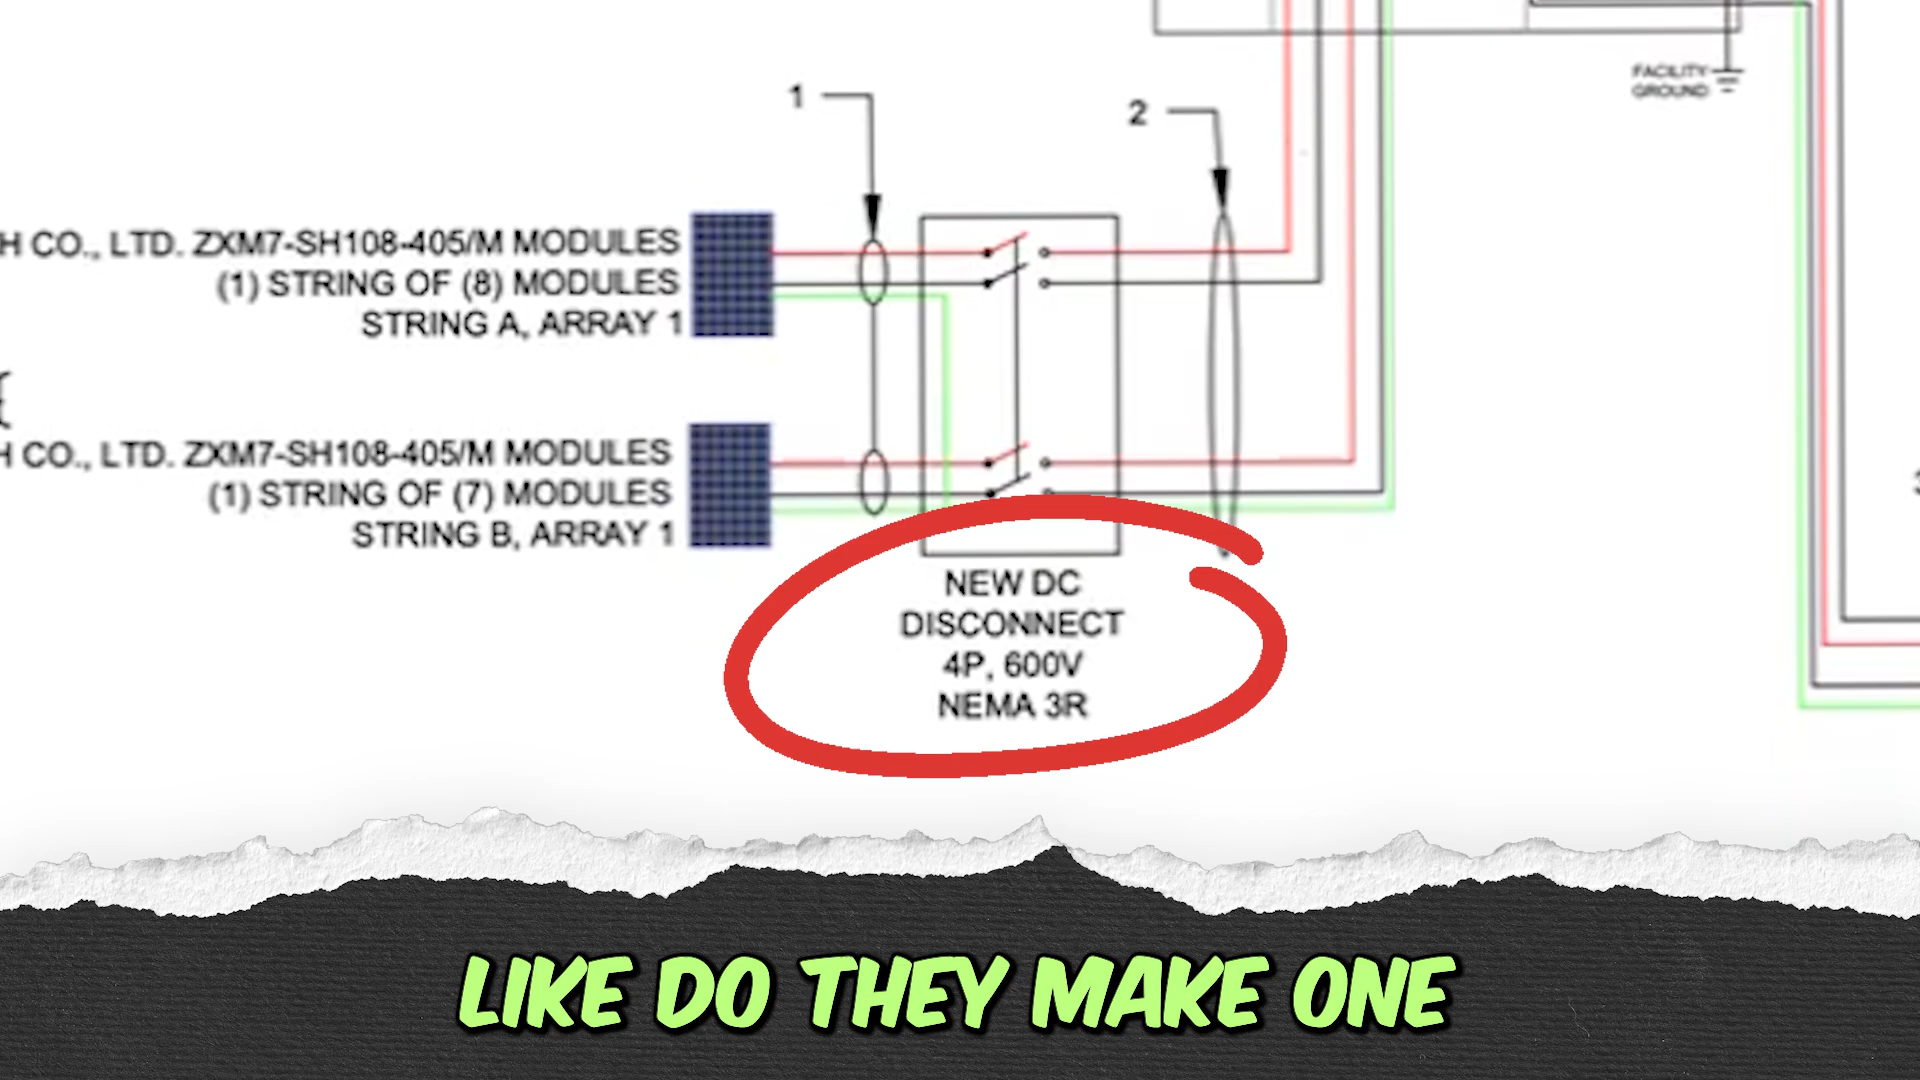 FACILITY
GROUND
1
2
H CO., LTD. ZXM7-SH108-405/M MODULES
(1) STRING OF (8) MODULES
STRING A, ARRAY 1
H CO., LTD. ZXM7-SH108-405/M MODULES
(1) STRING OF (7) MODULES
STRING B, ARRAY 1
NEW DC
DISCONNECT
4P, 600V
NEMA 3R
LIKE DO THEY MAKE ONE